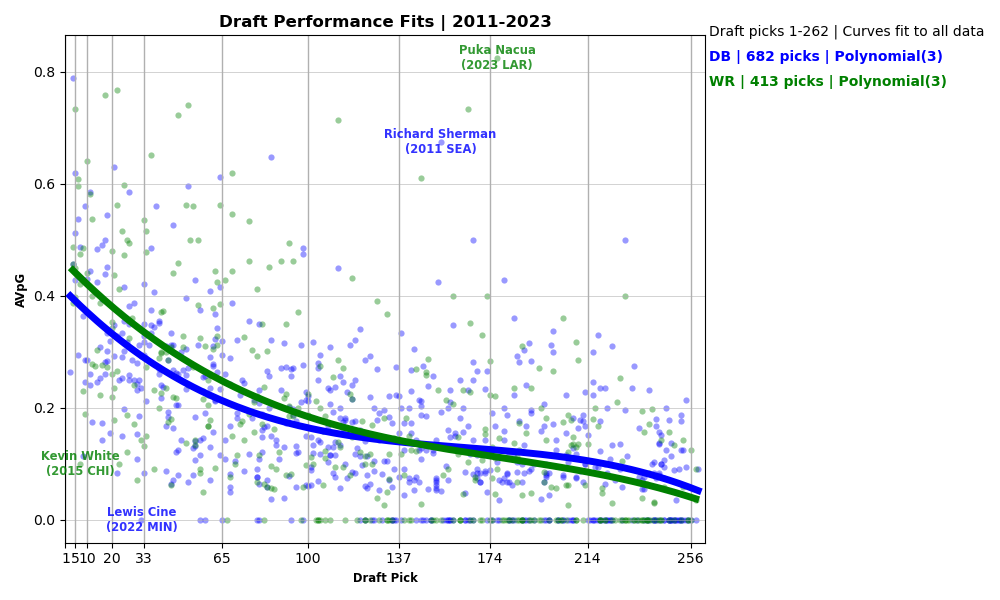 Draft Performance Fits | 2011-2023
Draft picks 1-262 | Curves fit to all data
DB | 682 picks | Polynomial(3)
WR | 413 picks | Polynomial(3)
Puka Nacua
(2023 LAR)
Richard Sherman
(2011 SEA)
Kevin White
(2015 CHI)
Lewis Cine
(2022 MIN)
AVpG
0.8
0.6
0.4
0.2
0.0
1 5 10 20 33 65 100 137 174 214 256
Draft Pick